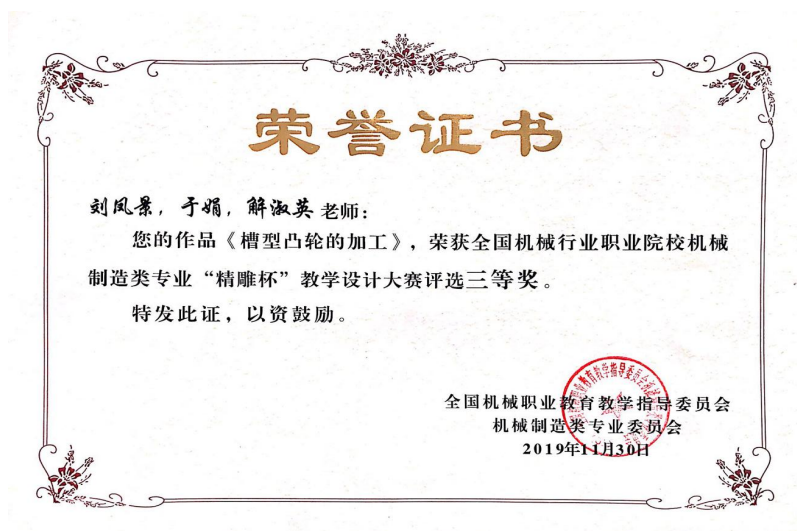 荣誉证书
刘凤景，于娟，解淑英 老师：
您的作品《槽型凸轮的加工》，荣获全国机械行业职业院校机械
制造类专业“精雕杯”教学设计大赛评选三等奖。
特发此证，以资鼓励。
全国机械职业教育教学指导委员会
机械制造类专业委员会
2019年11月30日